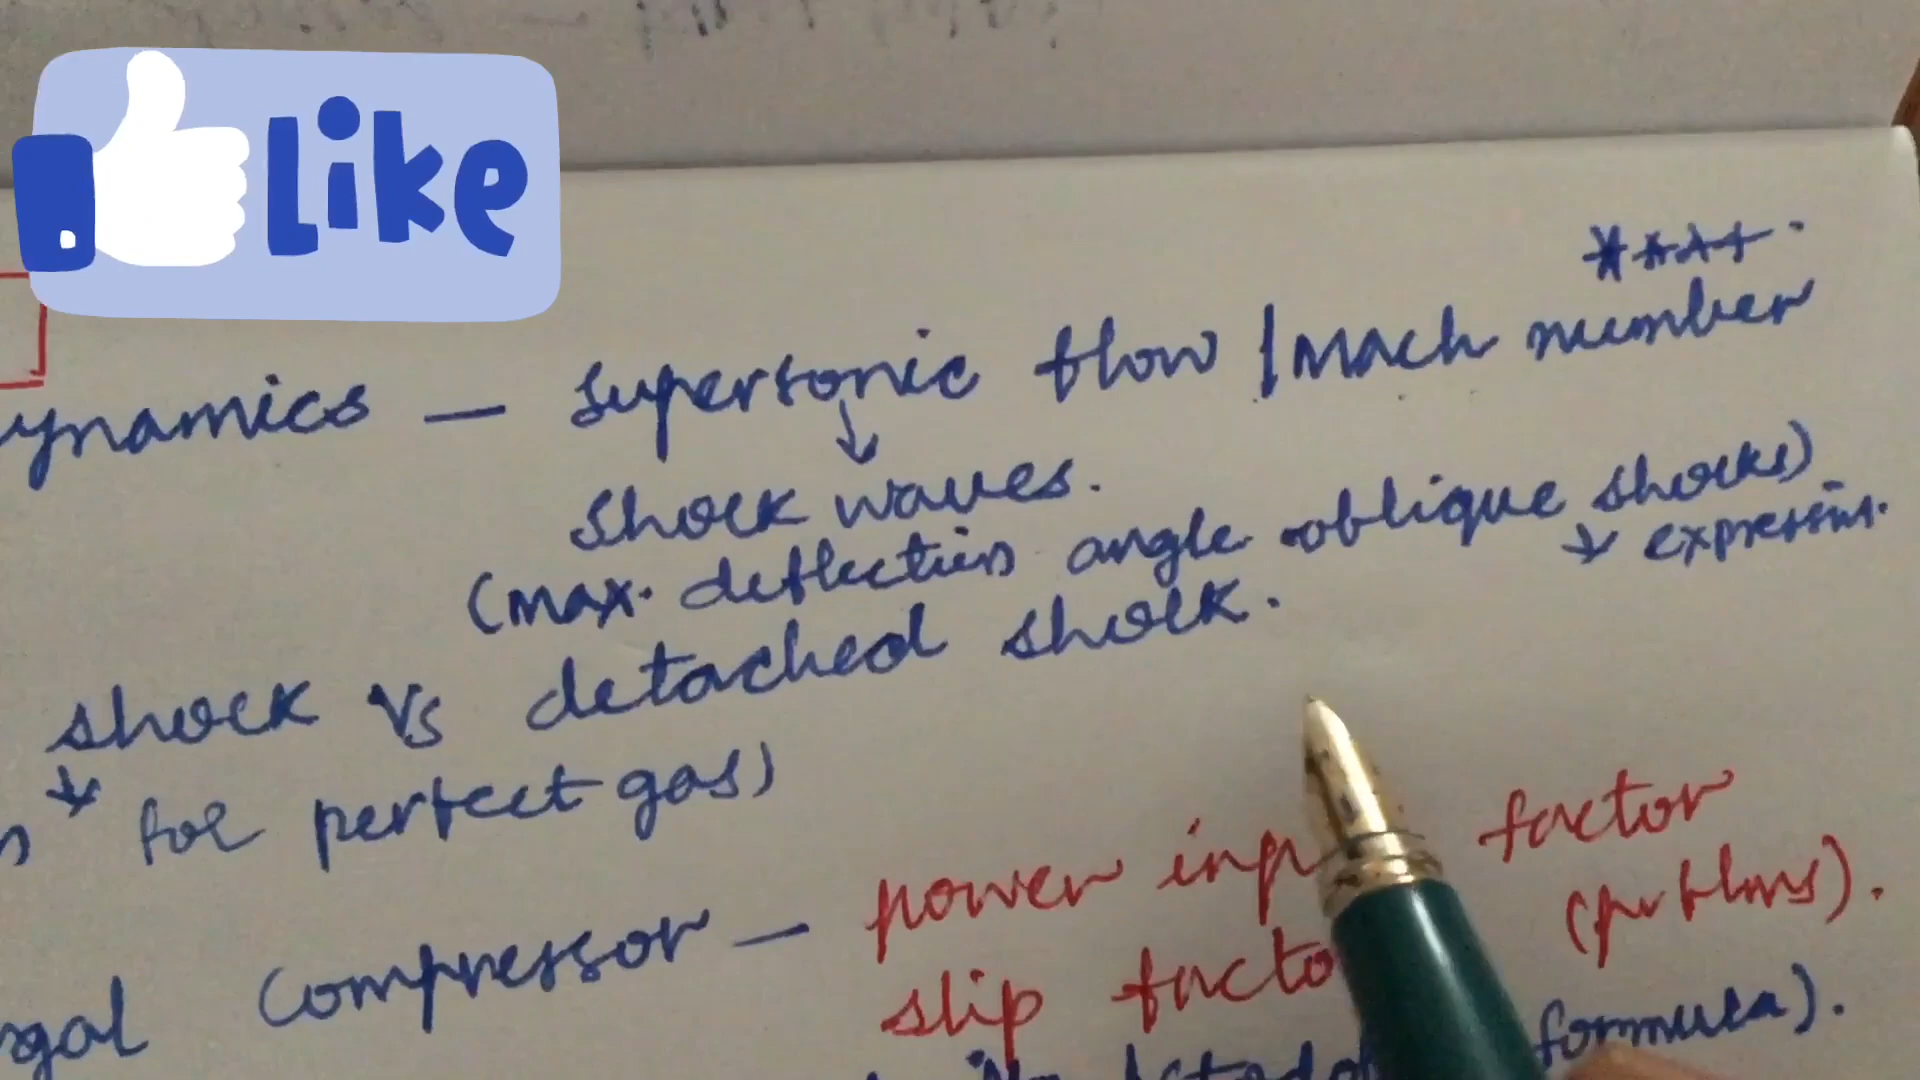 Like
****.
ynamics — supersonic flow / Mach number
↓
shock waves.
(max. deflection angle oblique shocks)
↓ expression.
shock vs detached shock.
↓ for perfect gas)
power inp factor
gal compressor — (problems).
slip facto
formula).